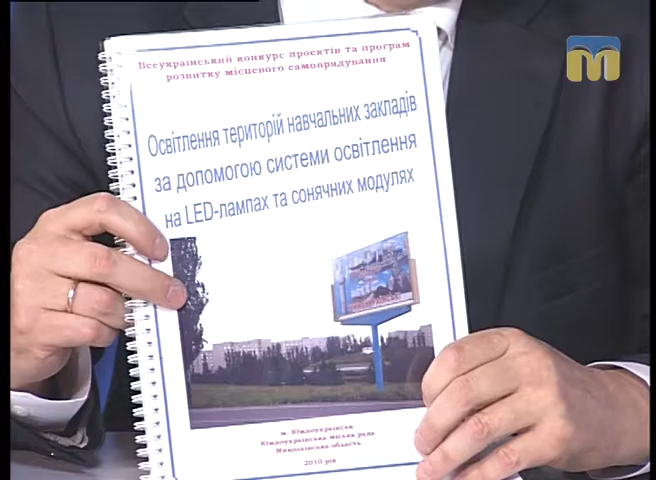 Всеукраїнський конкурс проєктів та програм
розвитку місцевого самоврядування
Освітлення територій навчальних закладів
за допомогою системи освітлення
на LED-лампах та сонячних модулях
м. Южноукраїнськ
Южноукраїнська міська рада
Миколаївська область
2010 рік
М